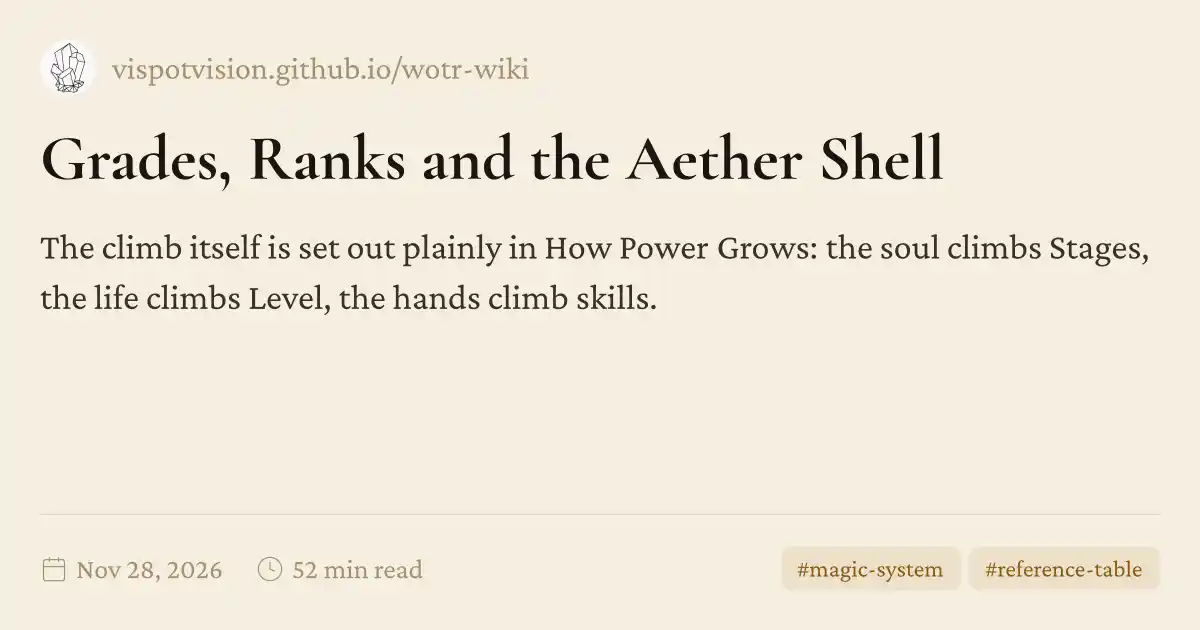 vispotvision.github.io/wotr-wiki
Grades, Ranks and the Aether Shell
The climb itself is set out plainly in How Power Grows: the soul climbs Stages,
the life climbs Level, the hands climb skills.
Nov 28, 2026
52 min read
#magic-system
#reference-table